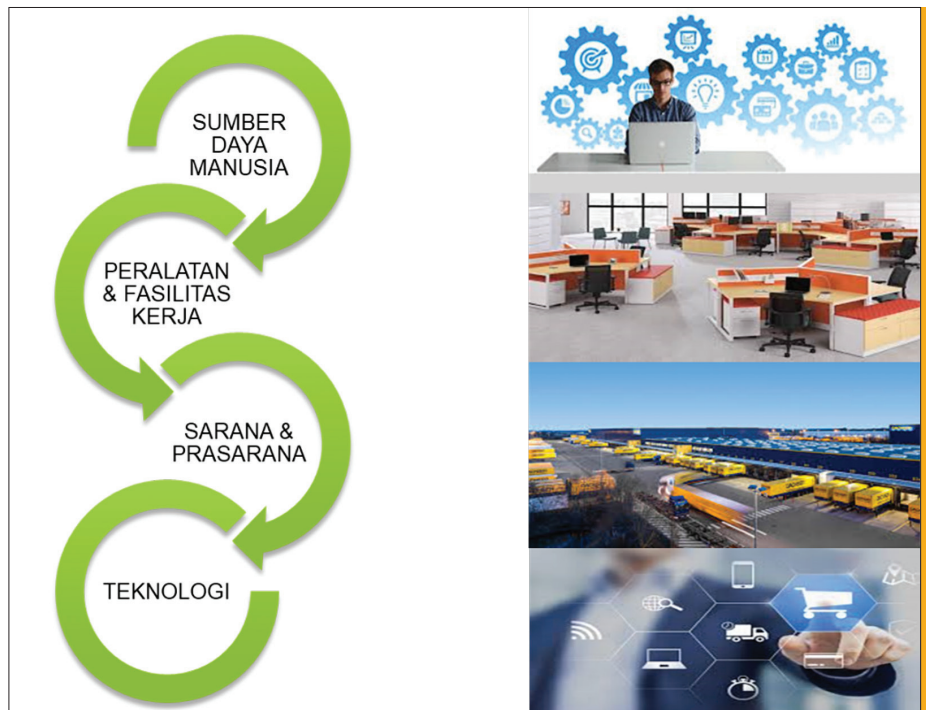 SUMBER
DAYA
MANUSIA
PERALATAN
& FASILITAS
KERJA
SARANA &
PRASARANA
TEKNOLOGI